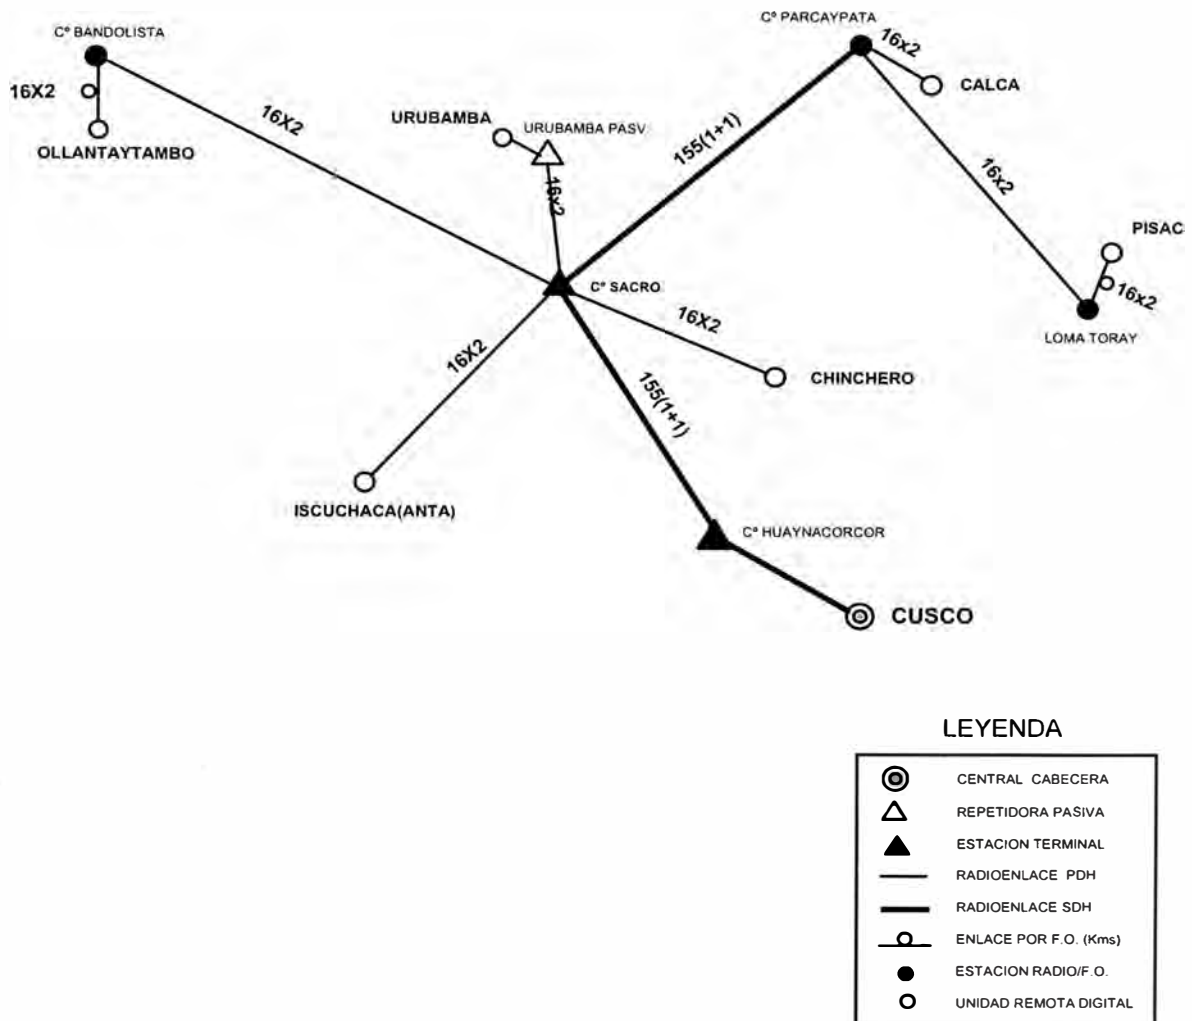 Cº BANDOLISTA
16X2
OLLANTAYTAMBO
16X2
URUBAMBA
URUBAMBA PASV.
16x2
Cº PARCAYPATA
16x2
CALCA
155(1+1)
16x2
PISAC
16x2
LOMA TORAY
Cº SACRO
16X2
CHINCHERO
16X2
ISCUCHACA(ANTA)
155(1+1)
Cº HUAYNACORCOR
CUSCO
LEYENDA
CENTRAL CABECERA
REPETIDORA PASIVA
ESTACION TERMINAL
RADIOENLACE PDH
RADIOENLACE SDH
ENLACE POR F.O. (Kms)
ESTACION RADIO/F.O.
UNIDAD REMOTA DIGITAL